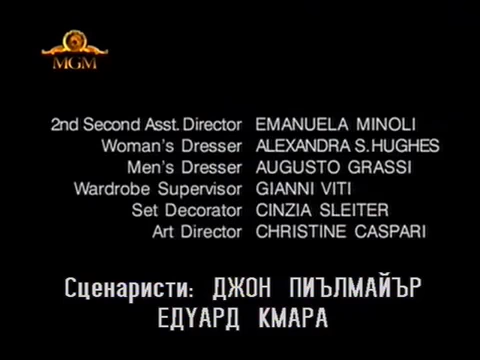 MGM
2nd Second Asst. Director EMANUELA MINOLI
Woman's Dresser ALEXANDRA S. HUGHES
Men's Dresser AUGUSTO GRASSI
Wardrobe Supervisor GIANNI VITI
Set Decorator CINZIA SLEITER
Art Director CHRISTINE CASPARI
Сценаристи: ДЖОН ПИЪЛМАЙЪР
ЕДУАРД КМАРА